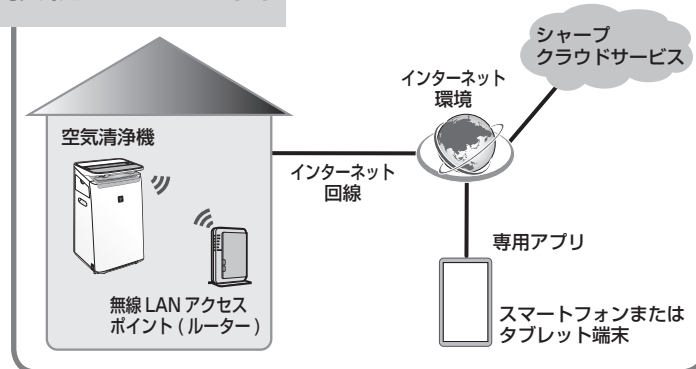 シャープ
クラウドサービス
インターネット
環境
空気清浄機
インターネット
回線
専用アプリ
無線 LAN アクセス
ポイント ( ルーター )
スマートフォンまたは
タブレット端末